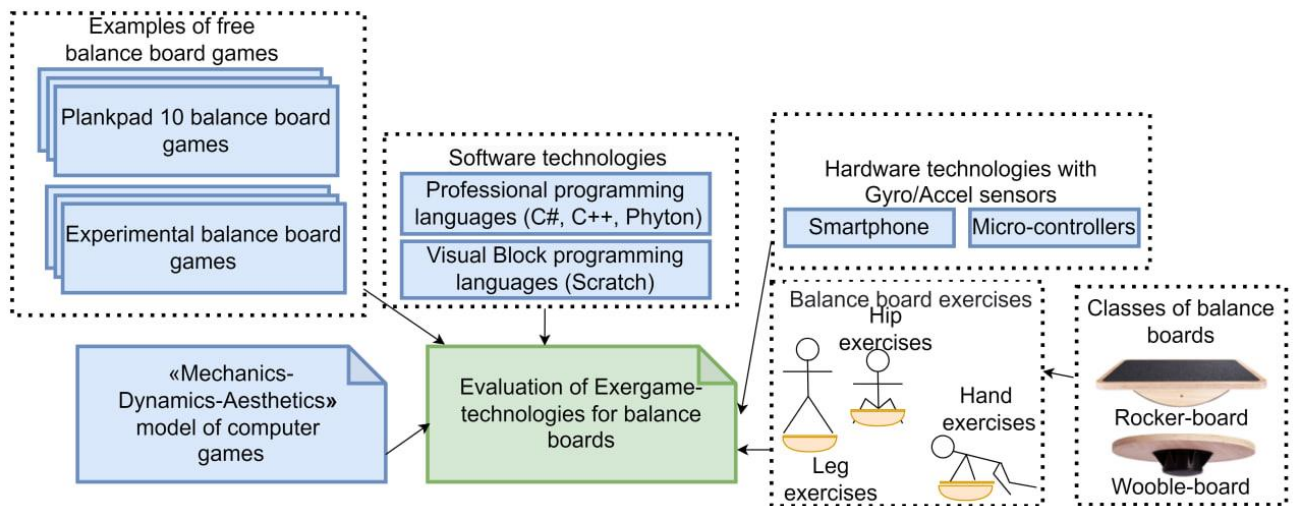 Examples of free
balance board games
Plankpad 10 balance board
games
Experimental balance board
games
Software technologies
Professional programming
languages (C#, C++, Phyton)
Visual Block programming
languages (Scratch)
Hardware technologies with
Gyro/Accel sensors
Smartphone
Micro-controllers
«Mechanics-
Dynamics-Aesthetics»
model of computer
games
Evaluation of Exergame-
technologies for balance
boards
Balance board exercises
Hip
exercises
Hand
exercises
Leg
exercises
Classes of balance
boards
Rocker-board
Wooble-board